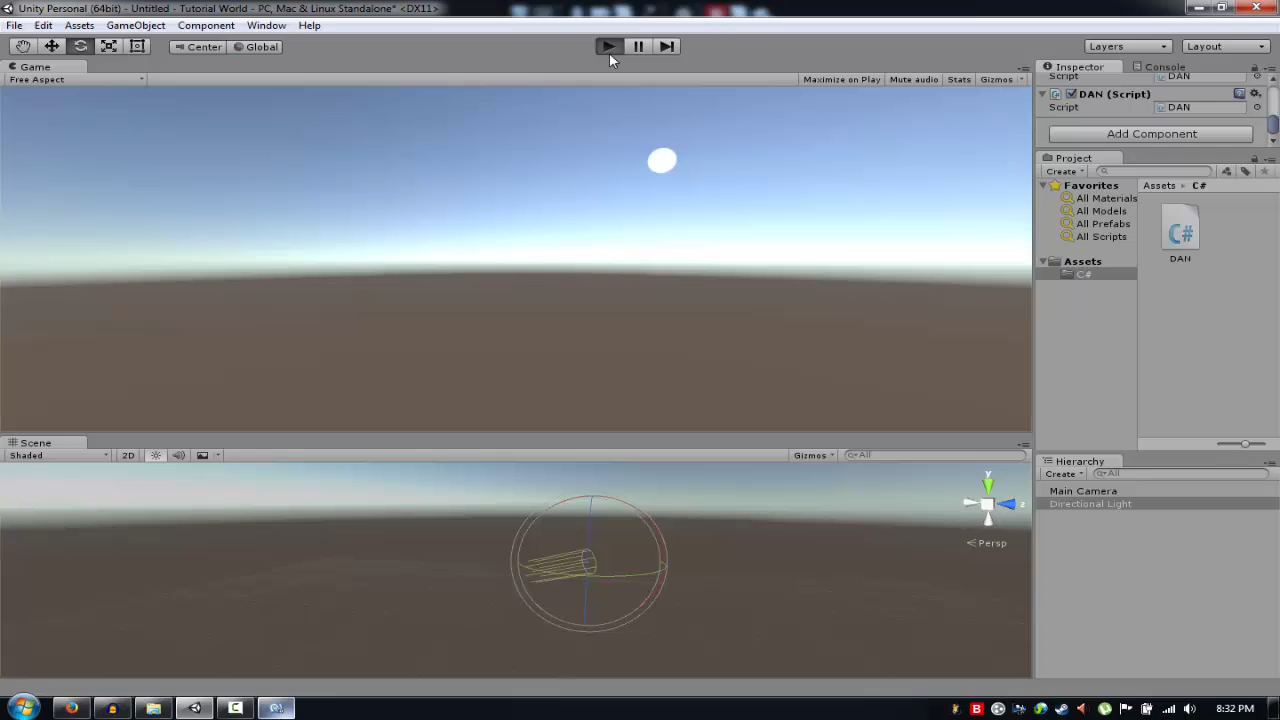 Unity Personal (64bit) - Untitled - Tutorial World - PC, Mac & Linux Standalone* <DX11>
File Edit Assets GameObject Component Window Help
Center Global Layers Layout
Game
Free Aspect Maximize on Play Mute audio Stats Gizmos
Inspector Console
Script DAN
DAN (Script)
Script DAN
Add Component
Project
Create
Favorites
All Materials
All Models
All Prefabs
All Scripts
Assets
C#
Assets C#
C#
DAN
Scene
Shaded 2D Gizmos All
y
z
Persp
Hierarchy
Create All
Main Camera
Directional Light
B
8:32 PM